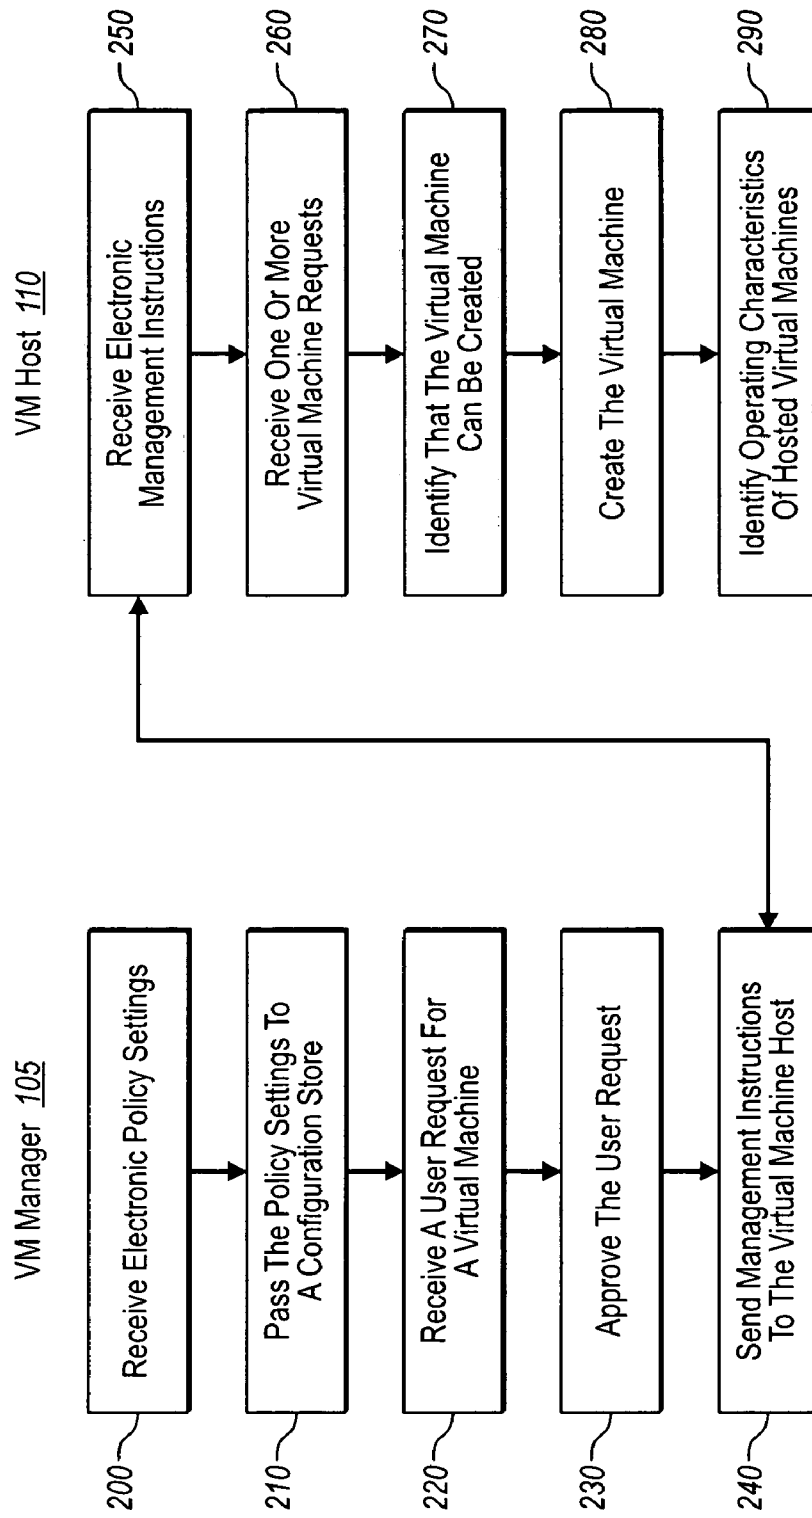 VM Manager 105
200
Receive Electronic Policy Settings
210
Pass The Policy Settings To
A Configuration Store
220
Receive A User Request For
A Virtual Machine
230
Approve The User Request
240
Send Management Instructions
To The Virtual Machine Host
VM Host 110
Receive Electronic
Management Instructions
250
Receive One Or More
Virtual Machine Requests
260
Identify That The Virtual Machine
Can Be Created
270
Create The Virtual Machine
280
Identify Operating Characteristics
Of Hosted Virtual Machines
290